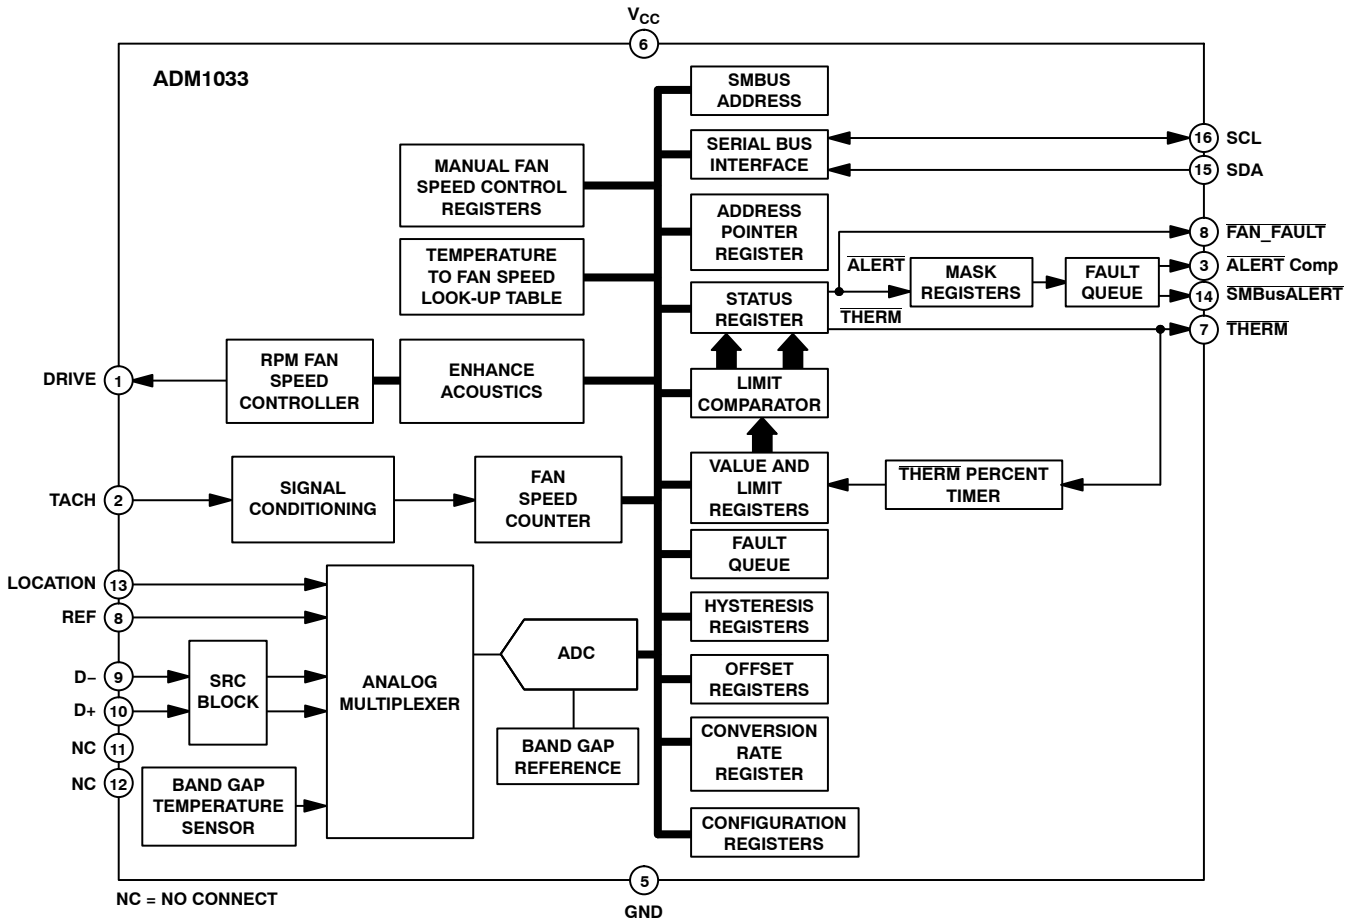 VCC
6
ADM1033
SMBUS
ADDRESS
SERIAL BUS
INTERFACE
16 SCL
15 SDA
MANUAL FAN
SPEED CONTROL
REGISTERS
ADDRESS
POINTER
REGISTER
8 FAN_FAULT
TEMPERATURE
TO FAN SPEED
LOOK-UP TABLE
STATUS
REGISTER
ALERT
THERM
MASK
REGISTERS
FAULT
QUEUE
3 ALERT Comp
14 SMBusALERT
7 THERM
DRIVE 1
RPM FAN
SPEED
CONTROLLER
ENHANCE
ACOUSTICS
LIMIT
COMPARATOR
TACH 2
SIGNAL
CONDITIONING
FAN
SPEED
COUNTER
VALUE AND
LIMIT
REGISTERS
THERM PERCENT
TIMER
FAULT
QUEUE
LOCATION 13
REF 8
D– 9
D+ 10
NC 11
NC 12
SRC
BLOCK
ANALOG
MULTIPLEXER
ADC
BAND GAP
REFERENCE
BAND GAP
TEMPERATURE
SENSOR
HYSTERESIS
REGISTERS
OFFSET
REGISTERS
CONVERSION
RATE
REGISTER
CONFIGURATION
REGISTERS
5
GND
NC = NO CONNECT